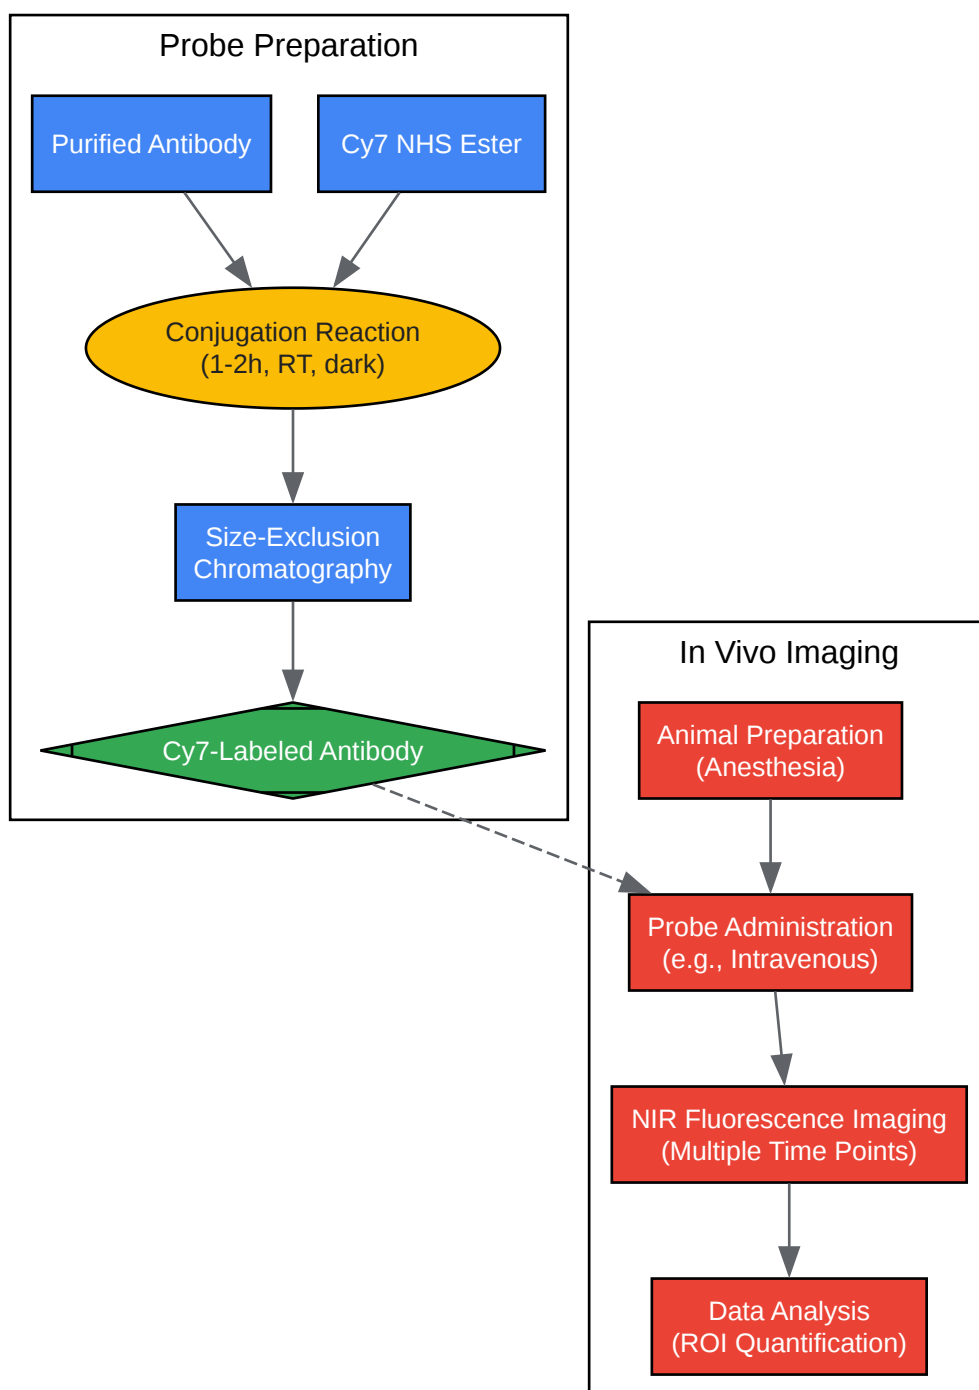 Probe Preparation
Purified Antibody
Cy7 NHS Ester
Conjugation Reaction
(1-2h, RT, dark)
Size-Exclusion
Chromatography
Cy7-Labeled Antibody
In Vivo Imaging
Animal Preparation
(Anesthesia)
Probe Administration
(e.g., Intravenous)
NIR Fluorescence Imaging
(Multiple Time Points)
Data Analysis
(ROI Quantification)